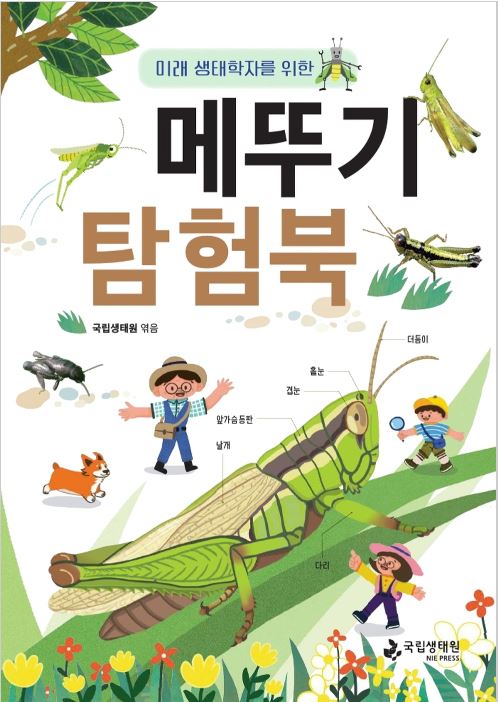 미래 생태학자를 위한
메뚜기
탐험북
국립생태원 엮음
더듬이
홑눈
겹눈
앞가슴등판
날개
다리
국립생태원
NIE PRESS